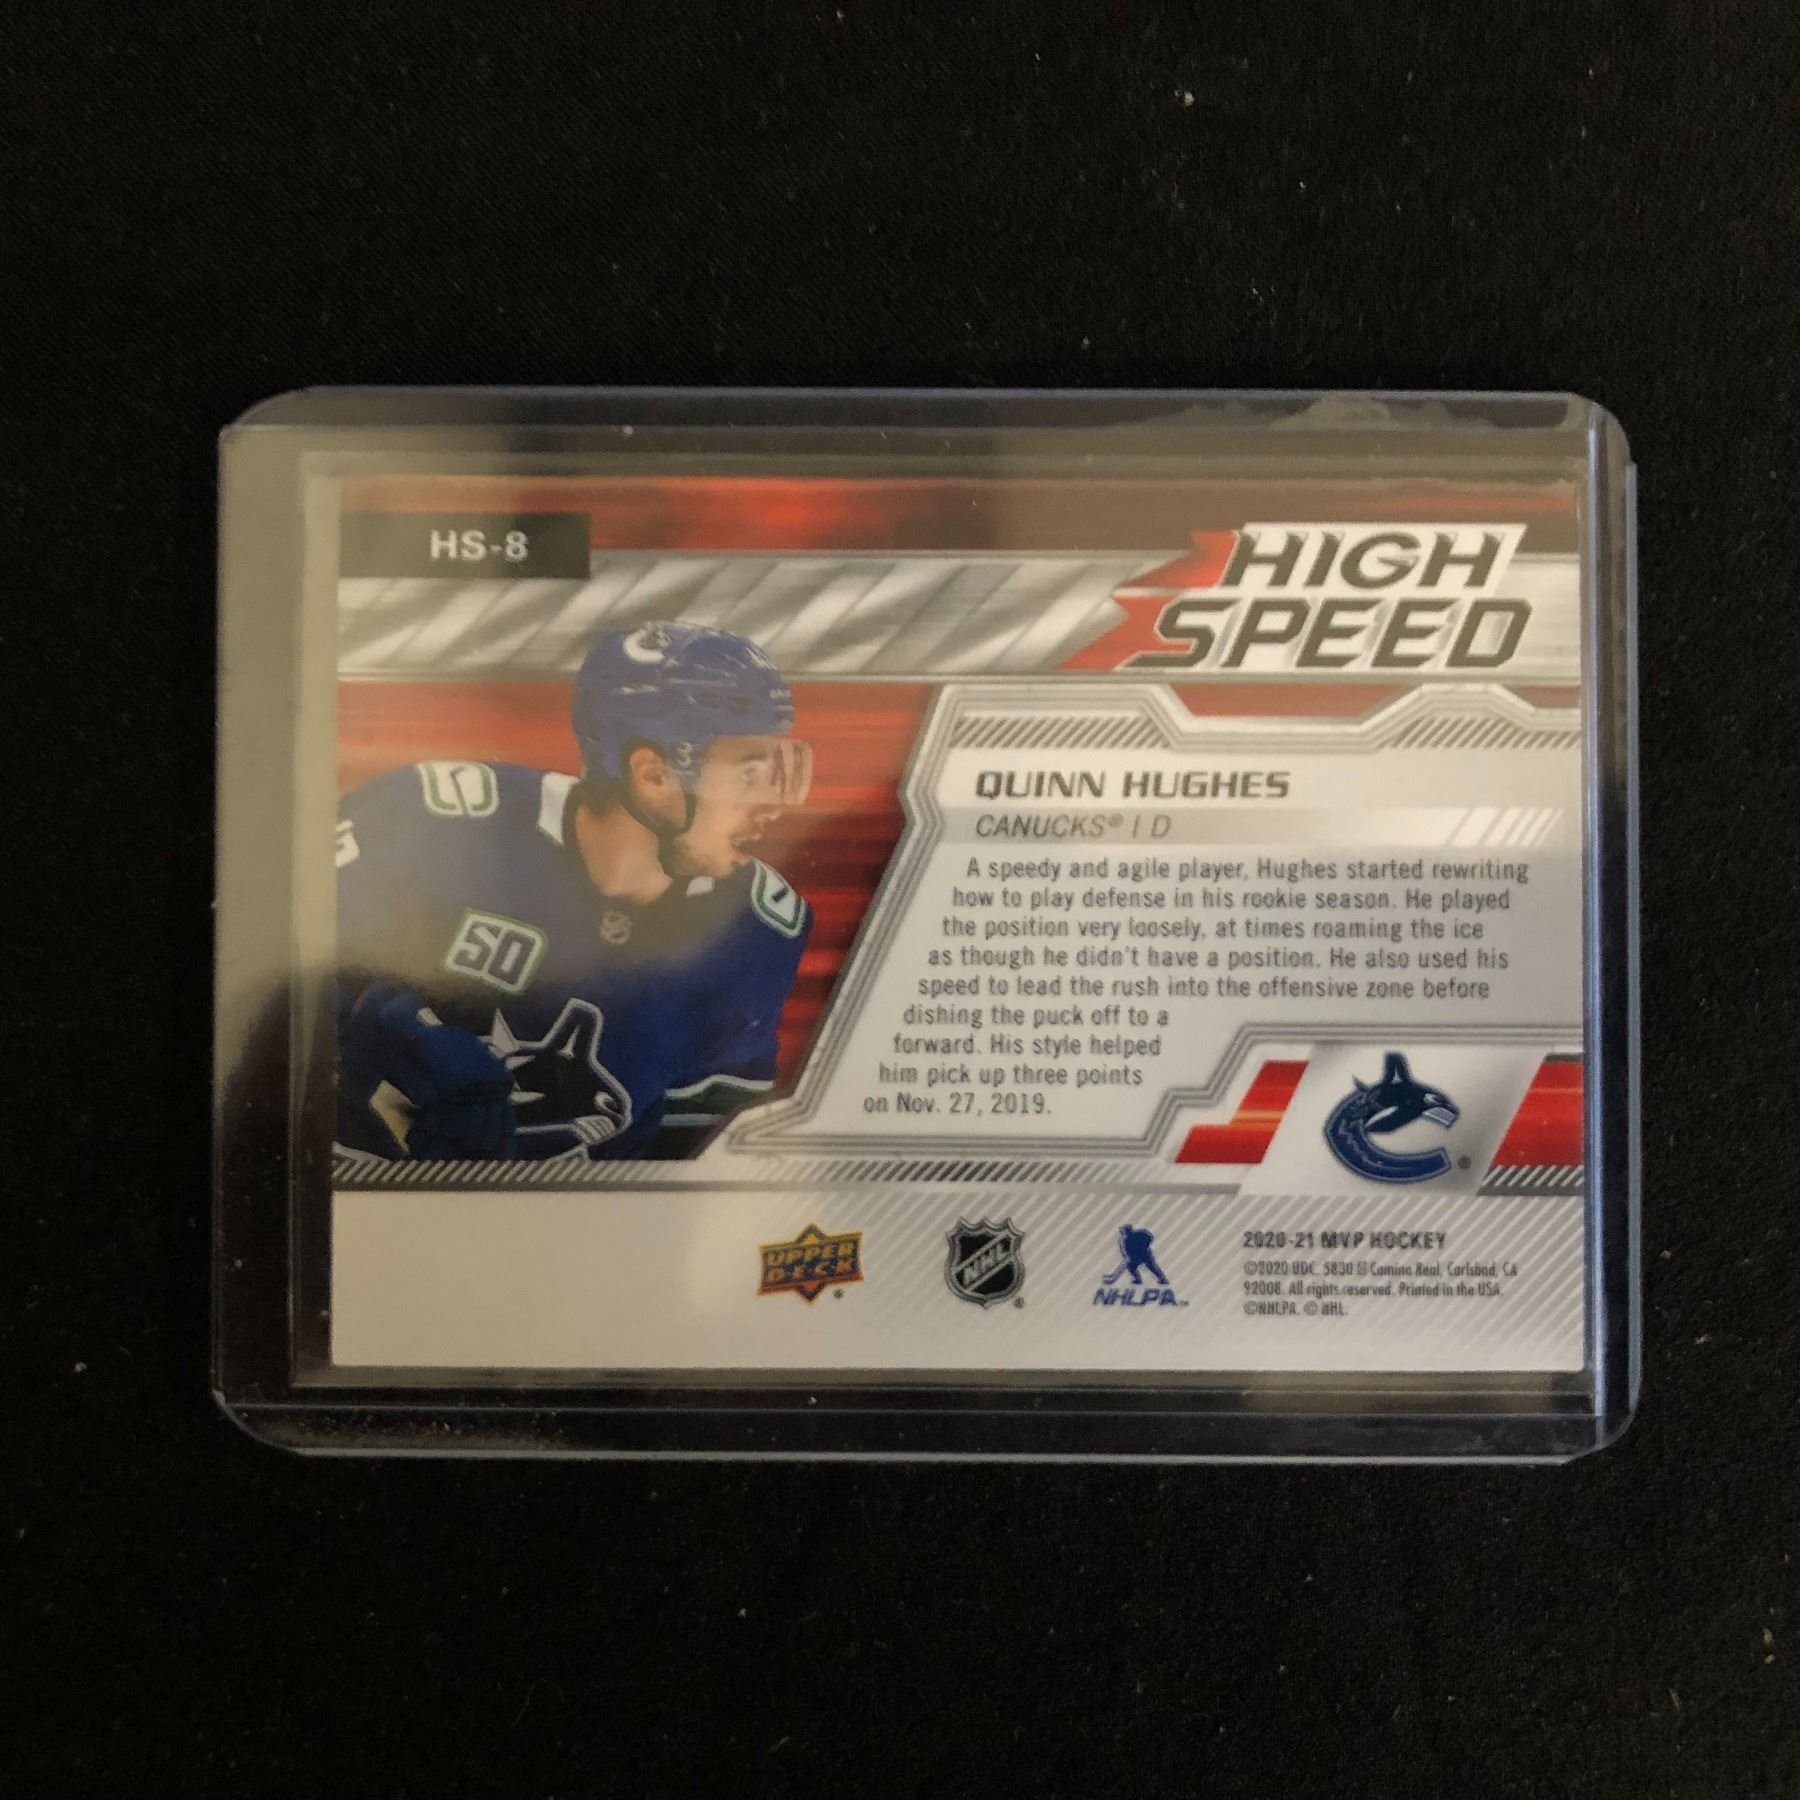 HS-8
HIGH
SPEED
QUINN HUGHES
CANUCKS® | D
A speedy and agile player, Hughes started rewriting
how to play defense in his rookie season. He played
the position very loosely, at times roaming the ice
as though he didn't have a position. He also used his
speed to lead the rush into the offensive zone before
dishing the puck off to a
forward. His style helped
him pick up three points
on Nov. 27, 2019.
50
UPPER
DECK
NHL
NHLPA
2020-21 MVP HOCKEY
©2020 UDC. 5830 El Camino Real, Carlsbad, CA
92008. All rights reserved. Printed in the USA.
©NHLPA. © NHL.